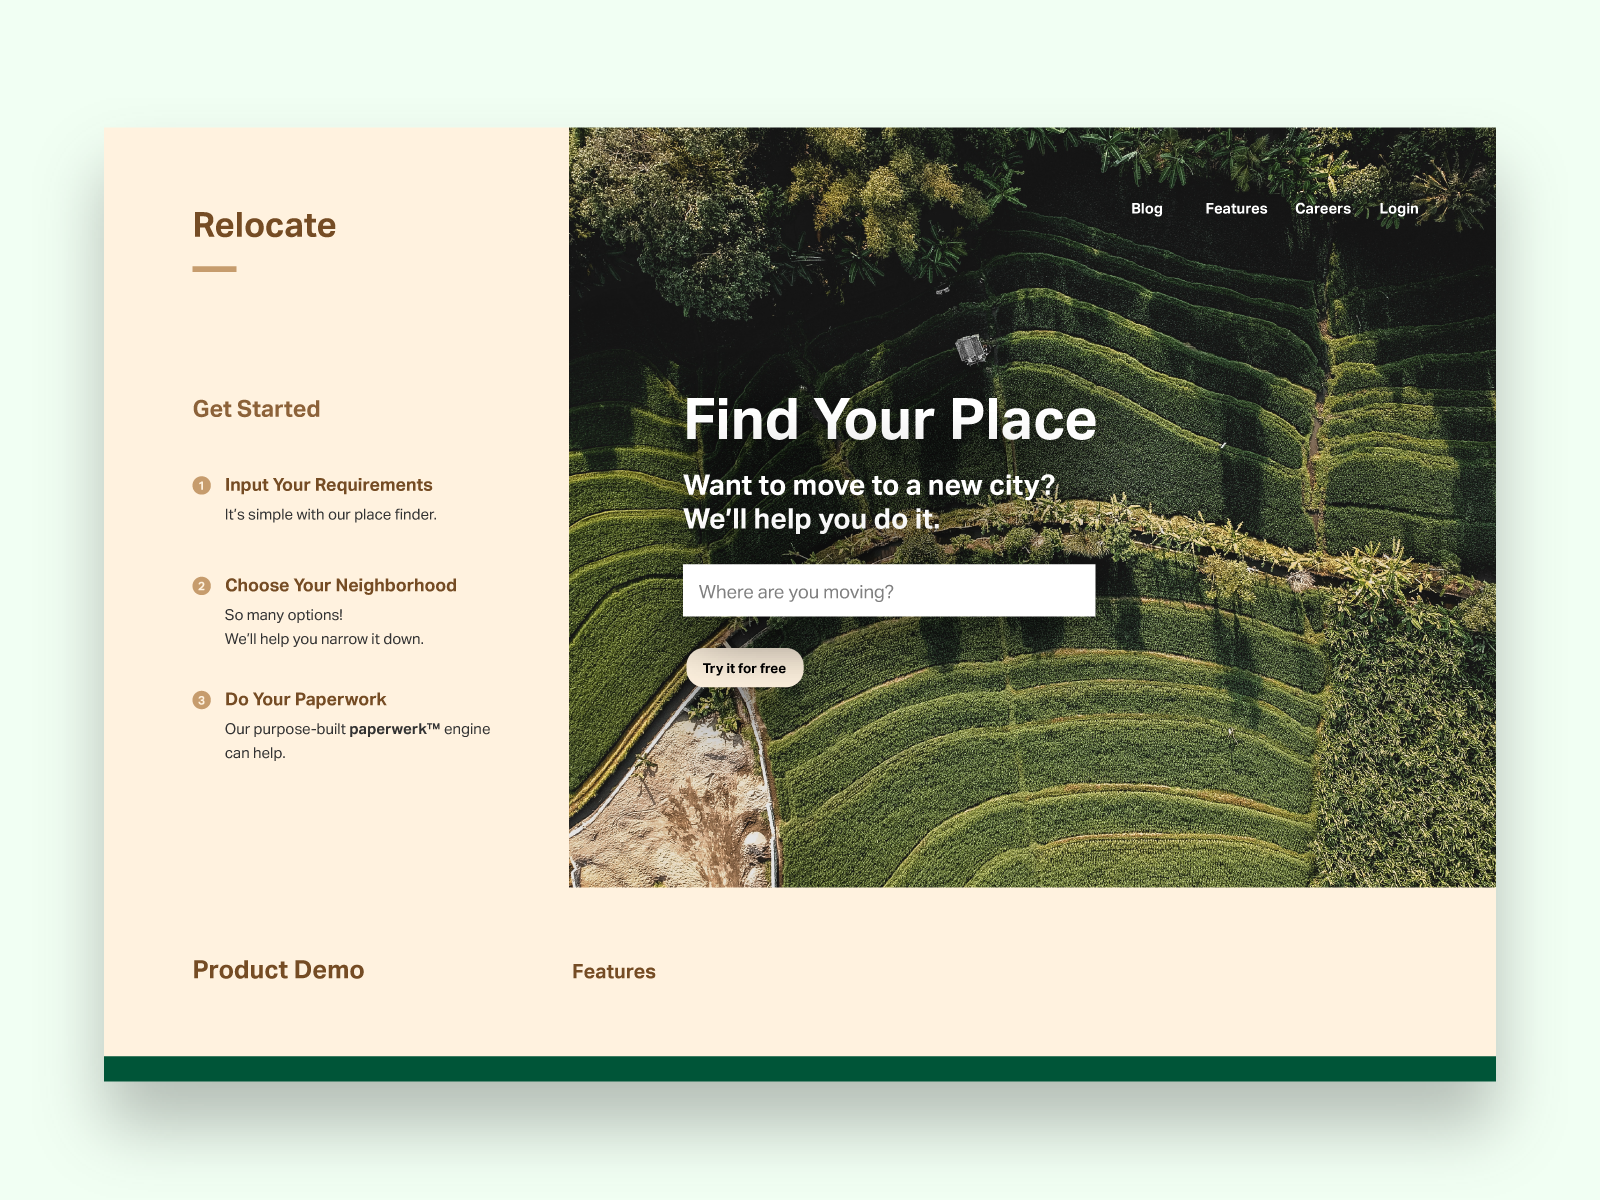 Relocate
Get Started
1 Input Your Requirements
It's simple with our place finder.
2 Choose Your Neighborhood
So many options!
We'll help you narrow it down.
3 Do Your Paperwork
Our purpose-built paperwerk™ engine
can help.
Blog Features Careers Login
Find Your Place
Want to move to a new city?
We'll help you do it.
Where are you moving?
Try it for free
Product Demo
Features